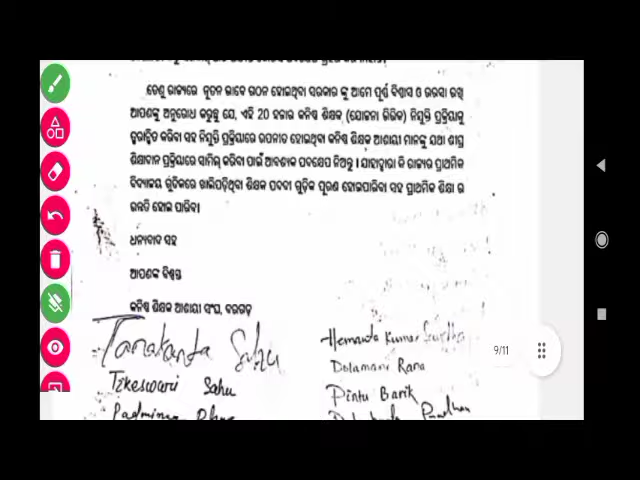 ତେଣୁ ରାଜ୍ୟରେ ନୂତନ ଭାବେ ଗଠନ ହୋଇଥିବା ସରକାର ଙ୍କୁ ଆମେ ପୂର୍ଣ୍ଣ ବିଶ୍ୱାସ ଓ ଭରସା ରଖି
ଆପଣଙ୍କୁ ଅନୁରୋଧ କରୁଛୁ ଯେ, ଏହି 20 ହଜାର କନିଷ୍ଠ ଶିକ୍ଷକ (ଯୋଜନା ଭିତ୍ତିକ) ନିଯୁକ୍ତି ପ୍ରକ୍ରିୟାକୁ
ତ୍ୱରାନ୍ୱିତ କରିବା ସହ ନିଯୁକ୍ତି ପ୍ରକ୍ରିୟାରେ ଉପନୀତ ହୋଇଥିବା କନିଷ୍ଠ ଶିକ୍ଷକ ଆଶାୟୀ ମାନଙ୍କୁ ଯଥା ଶୀଘ୍ର
ଶିକ୍ଷାଦାନ ପ୍ରକ୍ରିୟାରେ ସାମିଲ୍ କରିବା ପାଇଁ ଆବଶ୍ୟକ ପଦକ୍ଷେପ ନିଅନ୍ତୁ । ଯାହାଦ୍ୱାରା କି ରାଜ୍ୟର ପ୍ରାଥମିକ
ବିଦ୍ୟାଳୟ ଗୁଡିକରେ ଖାଲିପଡ଼ିଥିବା ଶିକ୍ଷକ ପଦବୀ ଗୁଡ଼ିକ ପୂରଣ ହୋଇପାରିବା ସହ ପ୍ରାଥମିକ ଶିକ୍ଷା ର
ଉନ୍ନତି ହୋଇ ପାରିବ।
ଧନ୍ୟବାଦ ସହ
ଆପଣଙ୍କ ବିଶ୍ୱସ୍ତ
କନିଷ୍ଠ ଶିକ୍ଷକ ଆଶାୟୀ ସଂଘ, ବରଗଡ଼
Tarakanta Sahu
Hemanta Kumar
9/11
Tikeswari Sahu
Dolamani Rana
Pintu Barik
Pradhan